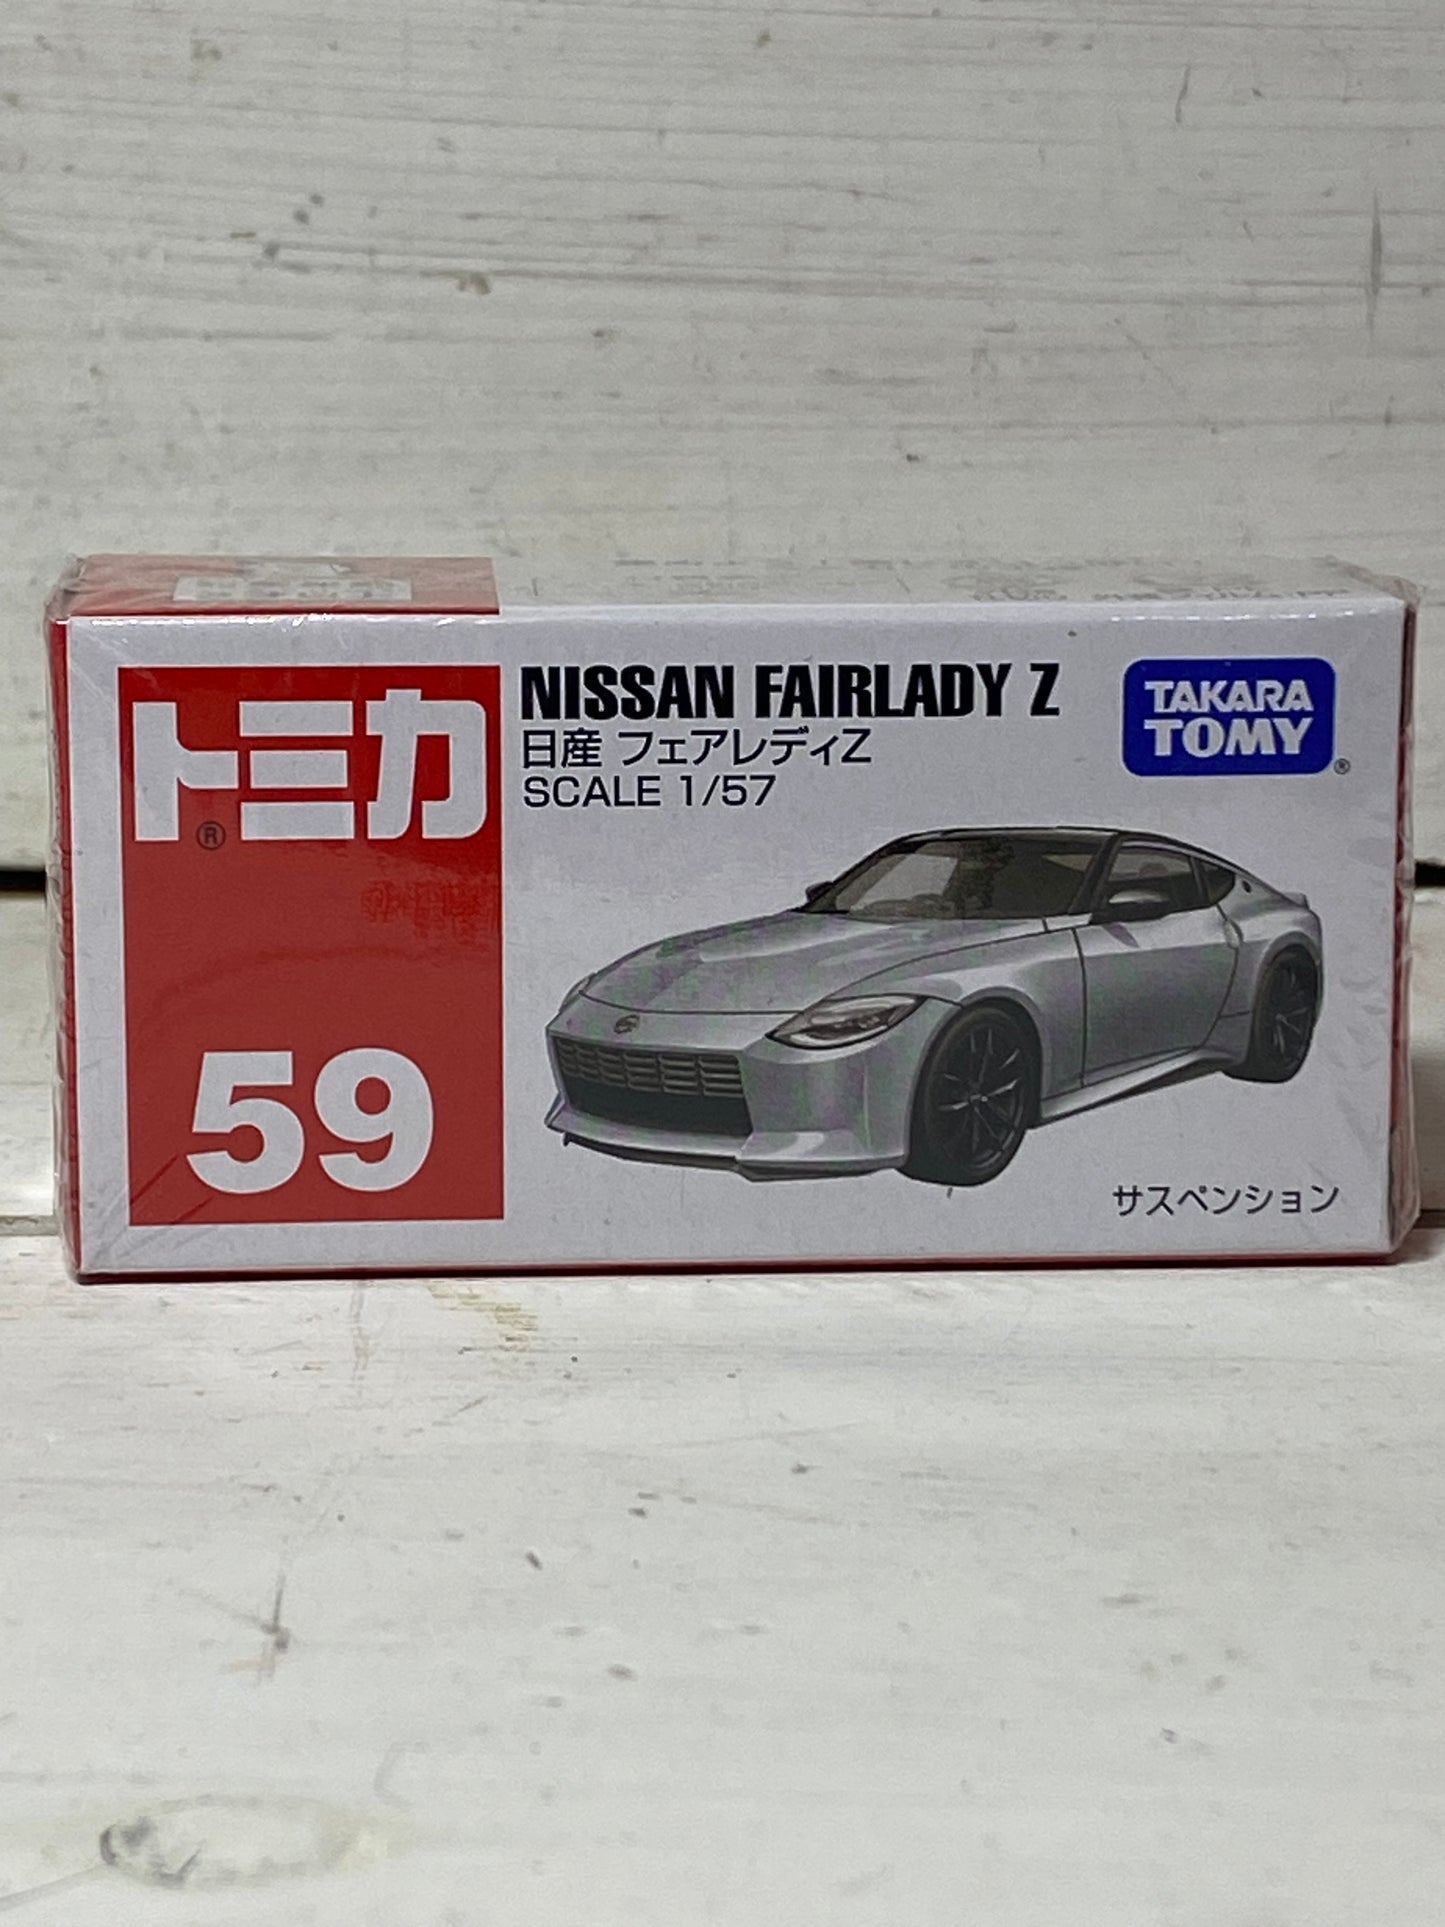 トミカ
®
59
NISSAN FAIRLADY Z
日産 フェアレディZ
SCALE 1/57
TAKARA
TOMY
®
サスペンション